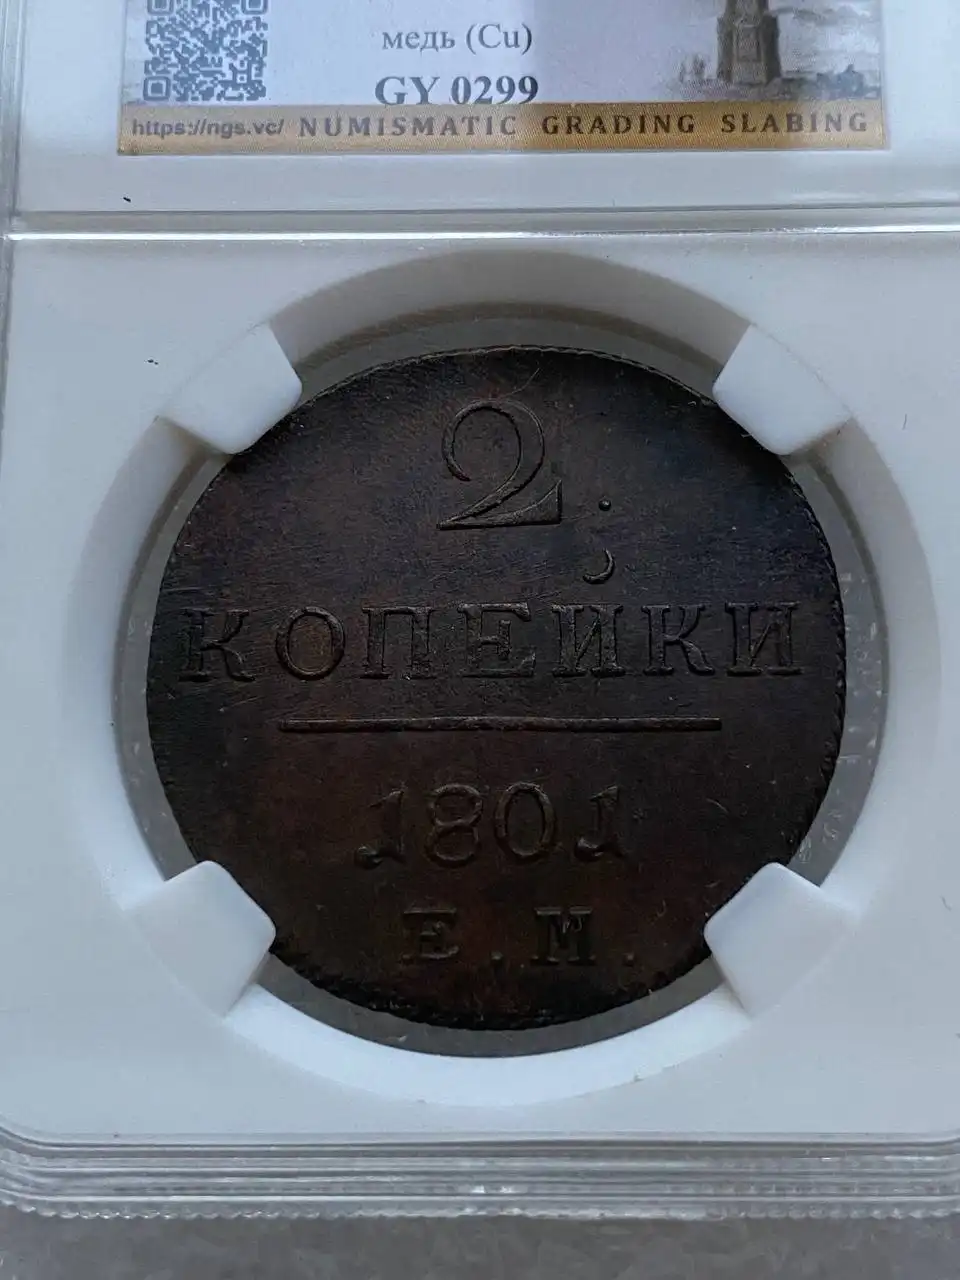 медь (Cu)
GY 0299
https://ngs.vc/ NUMISMATIC GRADING SLABING
2.
КОПЕЙКИ
1801
Е. М.